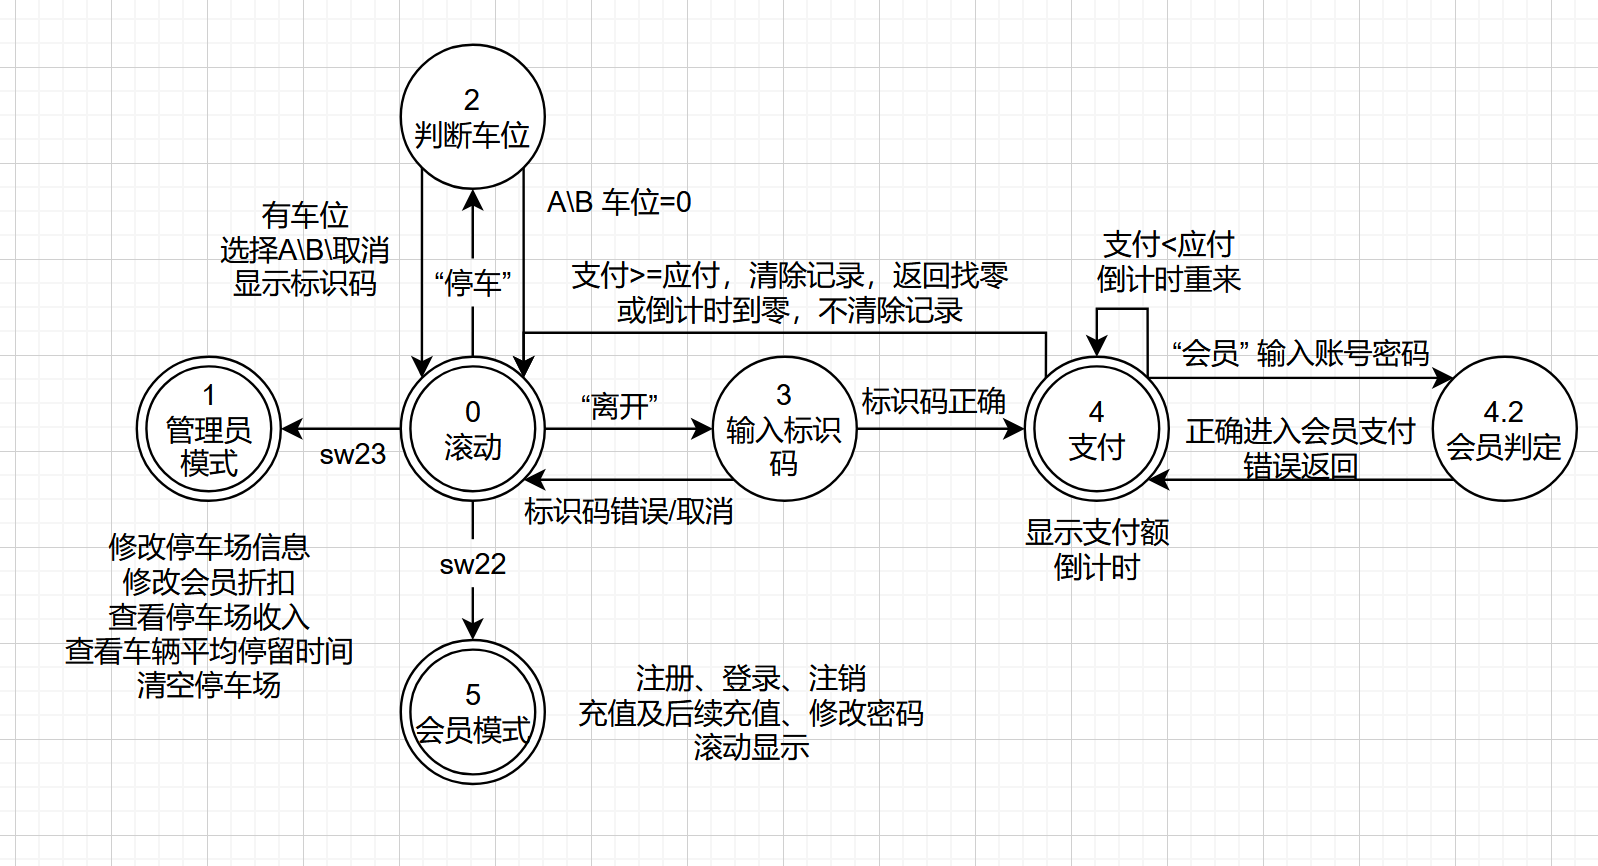 2
判断车位
有车位
选择A\B\取消
显示标识码
“停车”
A\B 车位=0
支付>=应付，清除记录，返回找零
或倒计时到零，不清除记录
支付<应付
倒计时重来
1
管理员
模式
sw23
0
滚动
“离开”
3
输入标识
码
标识码正确
4
支付
“会员” 输入账号密码
正确进入会员支付
错误返回
4.2
会员判定
标识码错误/取消
显示支付额
倒计时
修改停车场信息
修改会员折扣
查看停车场收入
查看车辆平均停留时间
清空停车场
sw22
5
会员模式
注册、登录、注销
充值及后续充值、修改密码
滚动显示